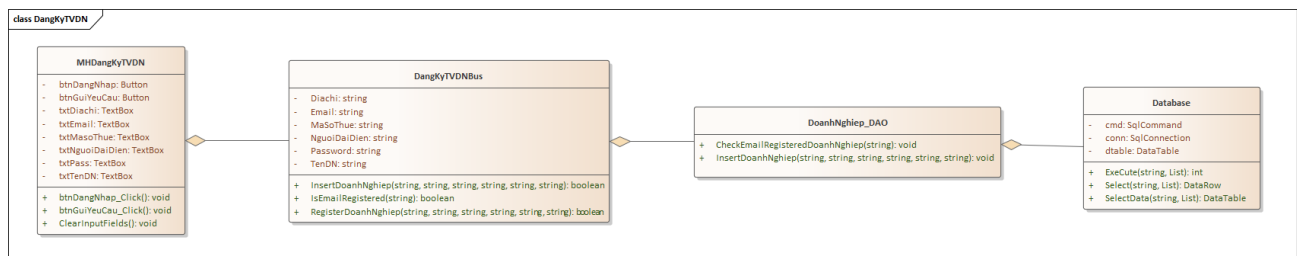 class DangKyTVDN
MHDangKyTVDN
- btnDangNhap: Button
- btnGuiYeuCau: Button
- txtDiachi: TextBox
- txtEmail: TextBox
- txtMasoThue: TextBox
- txtNguoiDaiDien: TextBox
- txtPass: TextBox
- txtTenDN: TextBox
+ btnDangNhap_Click(): void
+ btnGuiYeuCau_Click(): void
+ ClearInputFields(): void
DangKyTVDNBus
- Diachi: string
- Email: string
- MaSoThue: string
- NguoiDaiDien: string
- Password: string
- TenDN: string
+ InsertDoanhNghiep(string, string, string, string, string, string): boolean
+ IsEmailRegistered(string): boolean
+ RegisterDoanhNghiep(string, string, string, string, string, string): boolean
DoanhNghiep_DAO
+ CheckEmailRegisteredDoanhNghiep(string): void
+ InsertDoanhNghiep(string, string, string, string, string, string): void
Database
- cmd: SqlCommand
- conn: SqlConnection
- dtable: DataTable
+ ExeCute(string, List): int
+ Select(string, List): DataRow
+ SelectData(string, List): DataTable